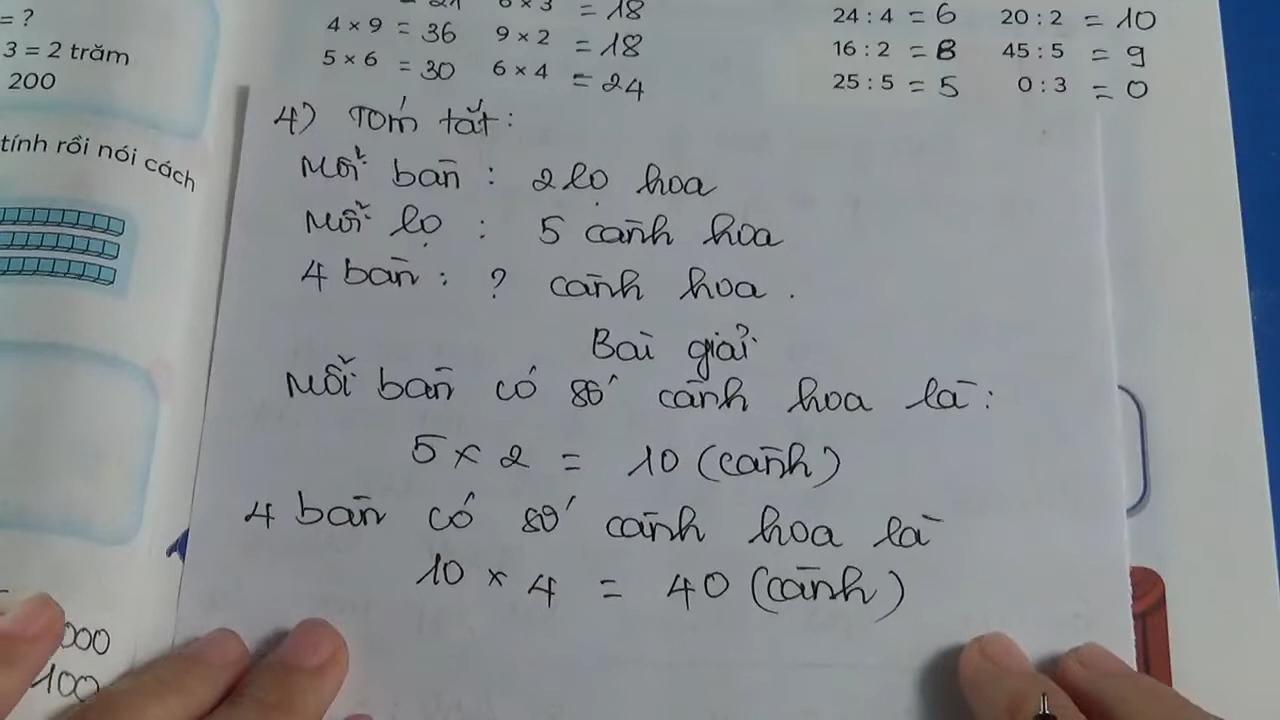 = ?
3 = 2 trăm
200
tính rồi nói cách
= 18
4 × 9 = 36
9 × 2 = 18
5 × 6 = 30
6 × 4 = 24
24 : 4 = 6
20 : 2 = 10
16 : 2 = 8
45 : 5 = 9
25 : 5 = 5
0 : 3 = 0
4) Tóm tắt:
Mỗi bàn : 2 lọ hoa
Mỗi lọ : 5 cành hoa
4 bàn : ? cành hoa.
Bài giải
Mỗi bàn có số cành hoa là:
5 × 2 = 10 (cành)
4 bàn có số cành hoa là
10 × 4 = 40 (cành)
000
100